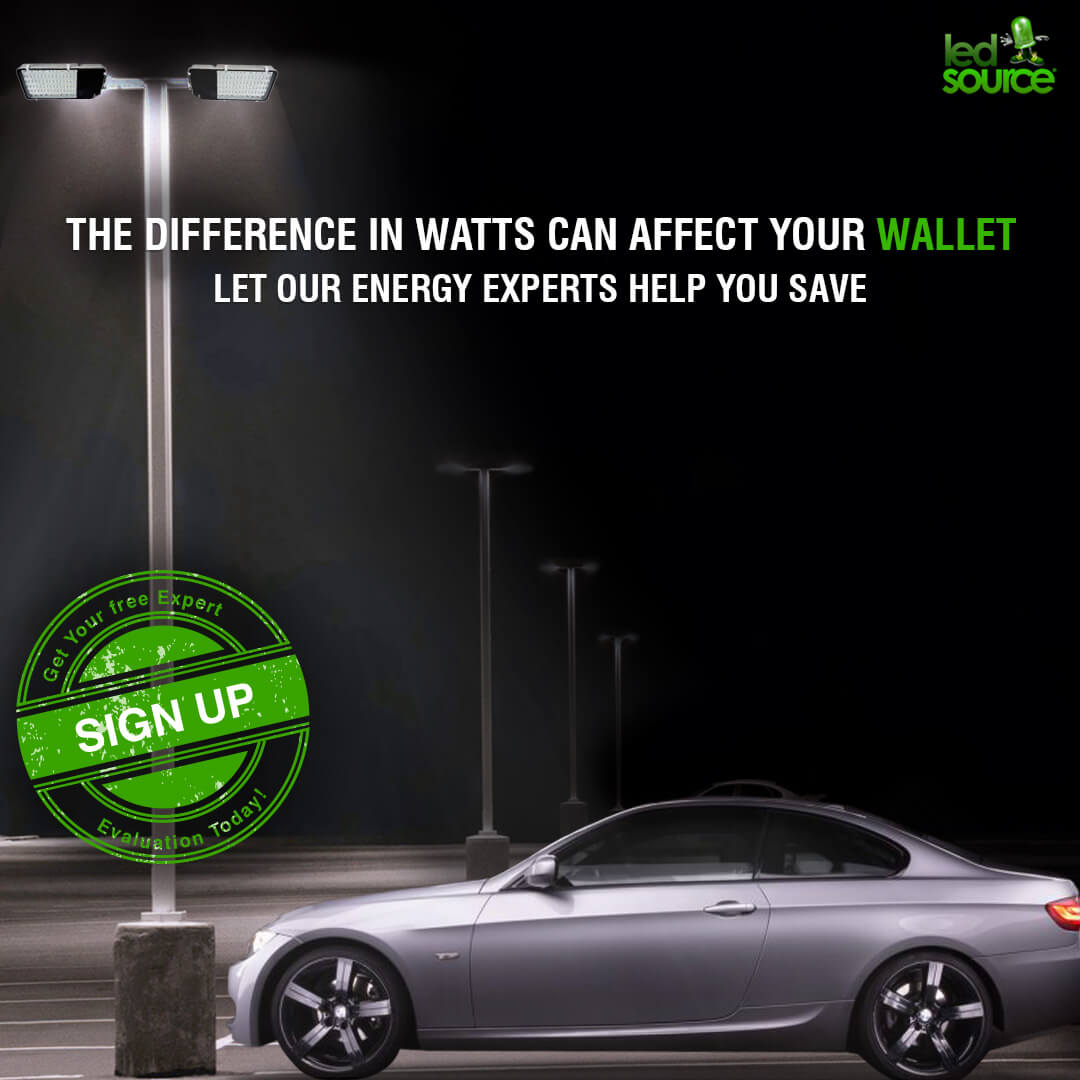 led
source
THE DIFFERENCE IN WATTS CAN AFFECT YOUR WALLET
LET OUR ENERGY EXPERTS HELP YOU SAVE
Get Your free Expert
SIGN UP
Evaluation Today!